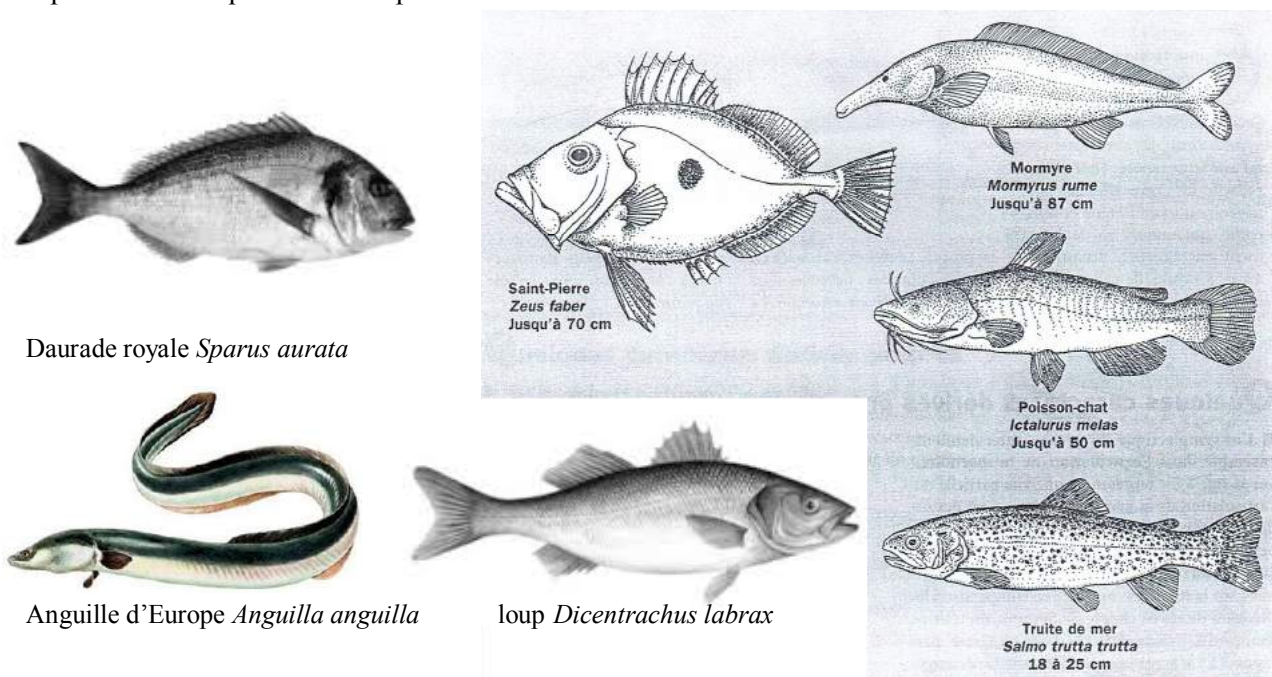 Saint-Pierre
Zeus faber
Jusqu'à 70 cm
Mormyre
Mormyrus rume
Jusqu'à 87 cm
Daurade royale Sparus aurata
Poisson-chat
Ictalurus melas
Jusqu'à 50 cm
Anguille d'Europe Anguilla anguilla
loup Dicentrachus labrax
Truite de mer
Salmo trutta trutta
18 à 25 cm